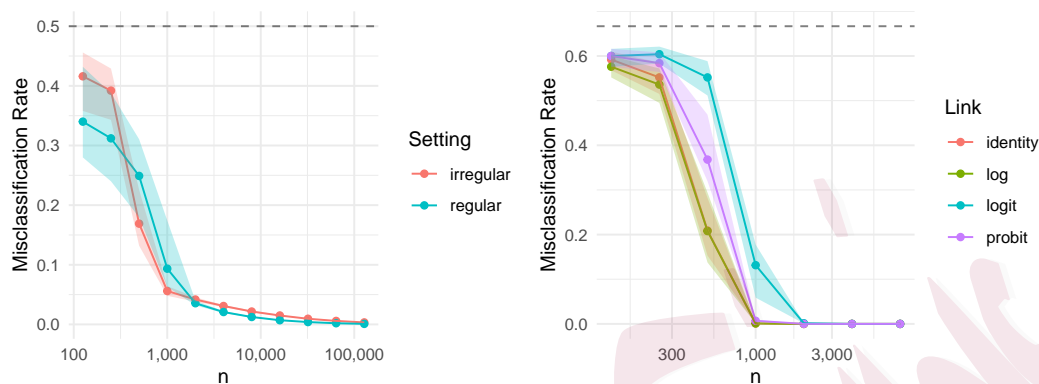 0.5
0.4
0.3
0.2
0.1
0.0
Misclassification Rate
100
1,000
10,000
100,000
n
Setting
irregular
regular
0.6
0.4
0.2
0.0
Misclassification Rate
300
1,000
3,000
n
Link
identity
log
logit
probit